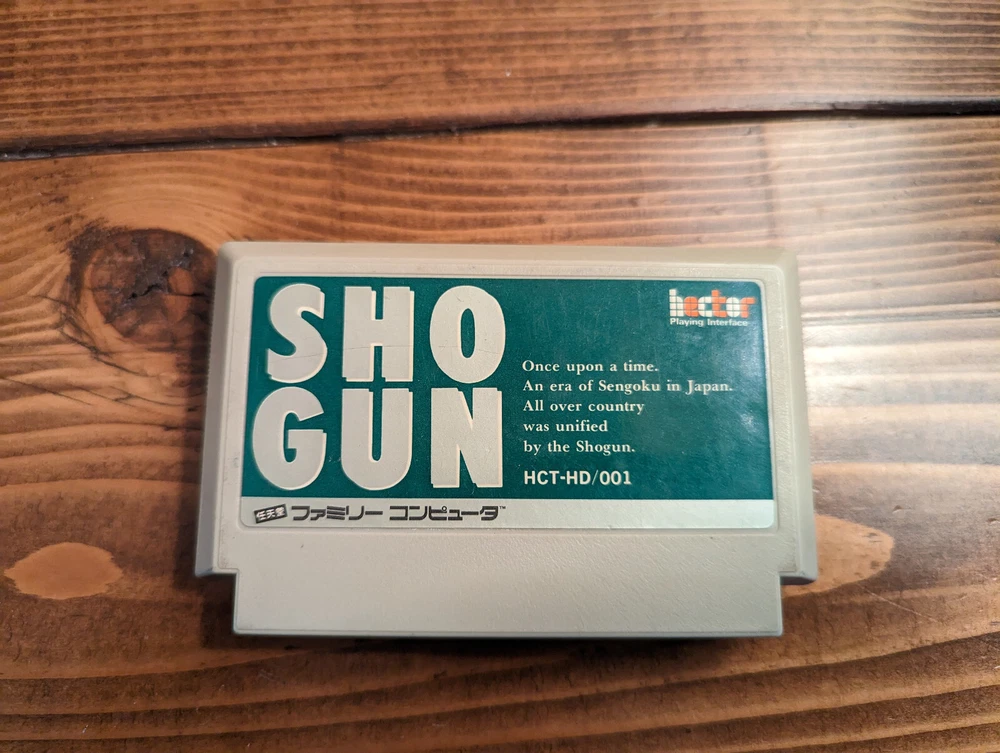 SHO
GUN
hector
Playing Interface
Once upon a time.
An era of Sengoku in Japan.
All over country
was unified
by the Shogun.
HCT-HD/001
任天堂 ファミリー コンピュータ™